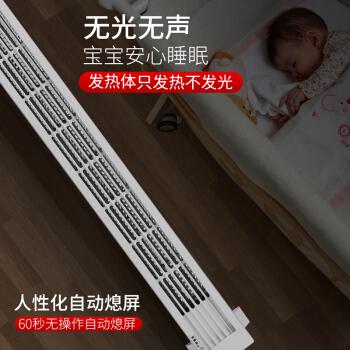 无光无声
宝宝安心睡眠
发热体只发热不发光
人性化自动熄屏
60秒无操作自动熄屏